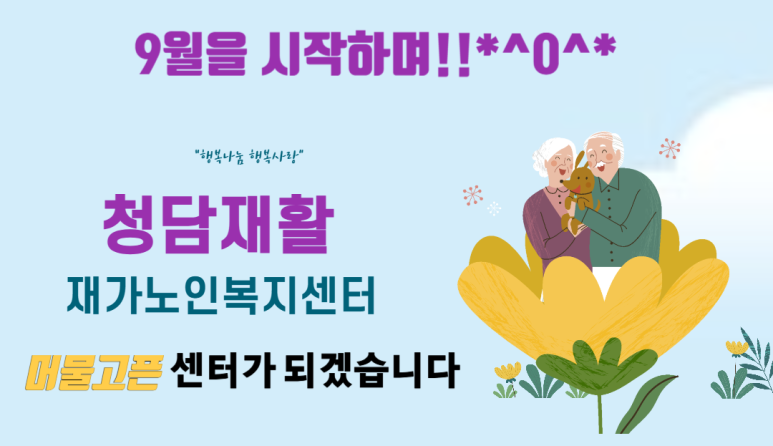 9월을 시작하며!!*^0^*
"행복나눔 행복사랑"
청담재활
재가노인복지센터
머물고픈 센터가 되겠습니다